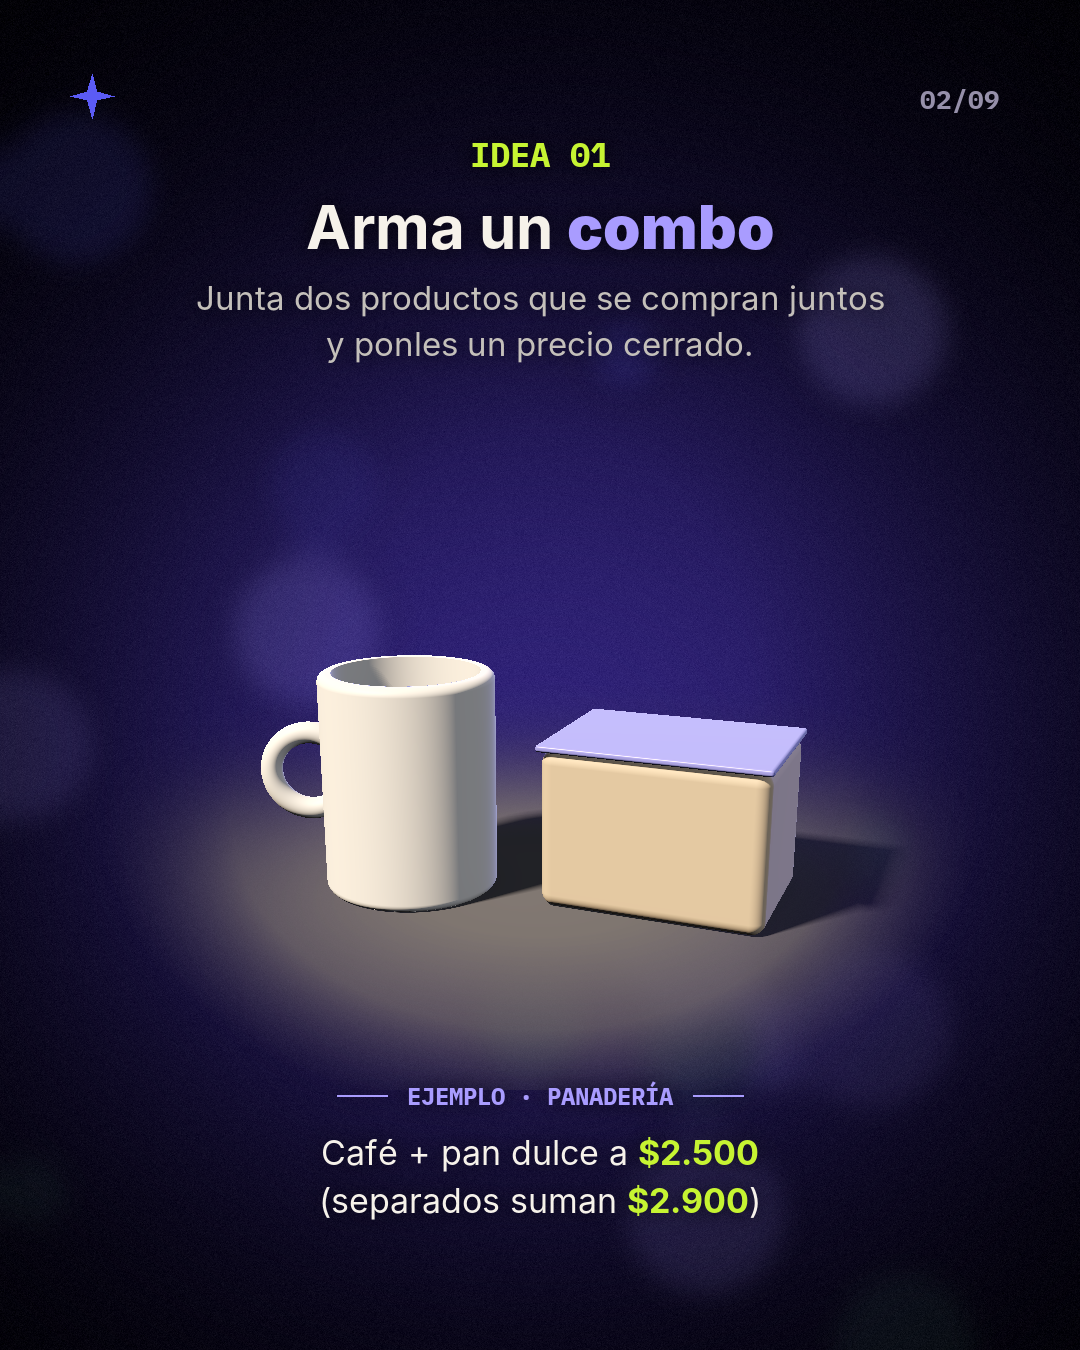 02/09
IDEA 01
Arma un combo
Junta dos productos que se compran juntos
y ponles un precio cerrado.
EJEMPLO · PANADERÍA
Café + pan dulce a $2.500
(separados suman $2.900)